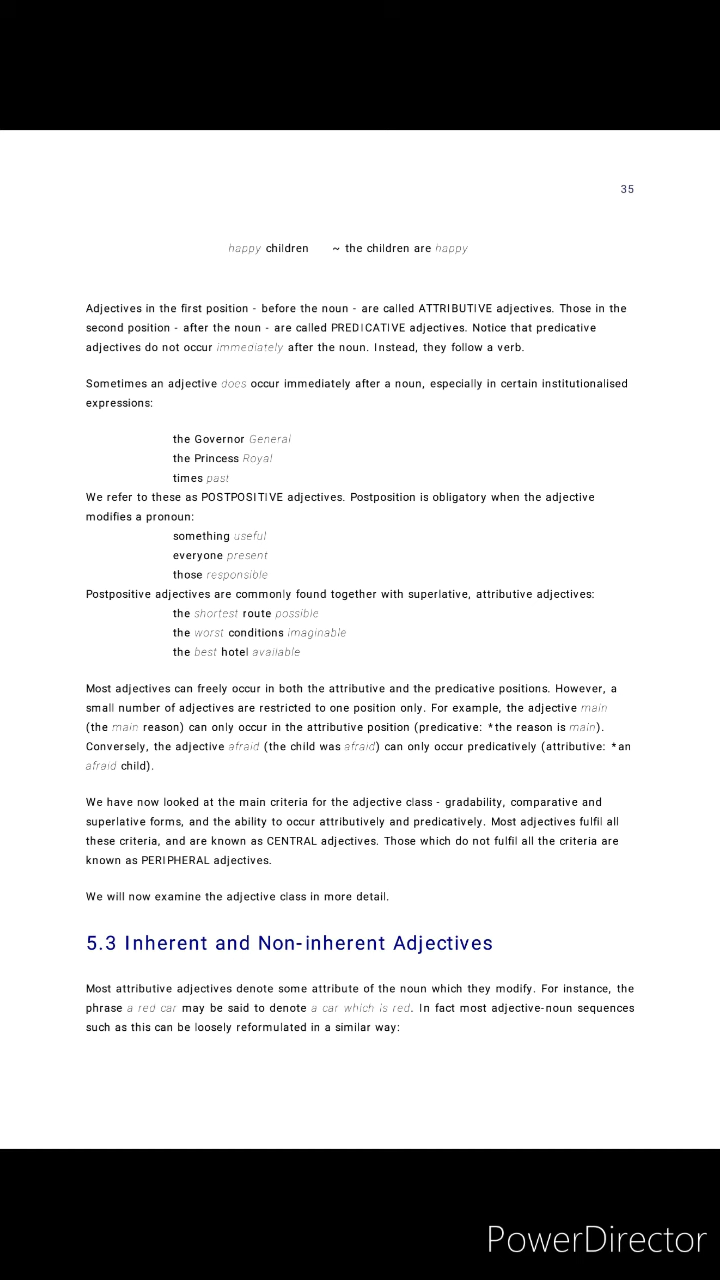 35
happy children ~ the children are happy
Adjectives in the first position - before the noun - are called ATTRIBUTIVE adjectives. Those in the
second position - after the noun - are called PREDICATIVE adjectives. Notice that predicative
adjectives do not occur immediately after the noun. Instead, they follow a verb.
Sometimes an adjective does occur immediately after a noun, especially in certain institutionalised
expressions:
the Governor General
the Princess Royal
times past
We refer to these as POSTPOSITIVE adjectives. Postposition is obligatory when the adjective
modifies a pronoun:
something useful
everyone present
those responsible
Postpositive adjectives are commonly found together with superlative, attributive adjectives:
the shortest route possible
the worst conditions imaginable
the best hotel available
Most adjectives can freely occur in both the attributive and the predicative positions. However, a
small number of adjectives are restricted to one position only. For example, the adjective main
(the main reason) can only occur in the attributive position (predicative: *the reason is main).
Conversely, the adjective afraid (the child was afraid) can only occur predicatively (attributive: *an
afraid child).
We have now looked at the main criteria for the adjective class - gradability, comparative and
superlative forms, and the ability to occur attributively and predicatively. Most adjectives fulfil all
these criteria, and are known as CENTRAL adjectives. Those which do not fulfil all the criteria are
known as PERIPHERAL adjectives.
We will now examine the adjective class in more detail.
5.3 Inherent and Non-inherent Adjectives
Most attributive adjectives denote some attribute of the noun which they modify. For instance, the
phrase a red car may be said to denote a car which is red. In fact most adjective-noun sequences
such as this can be loosely reformulated in a similar way:
PowerDirector